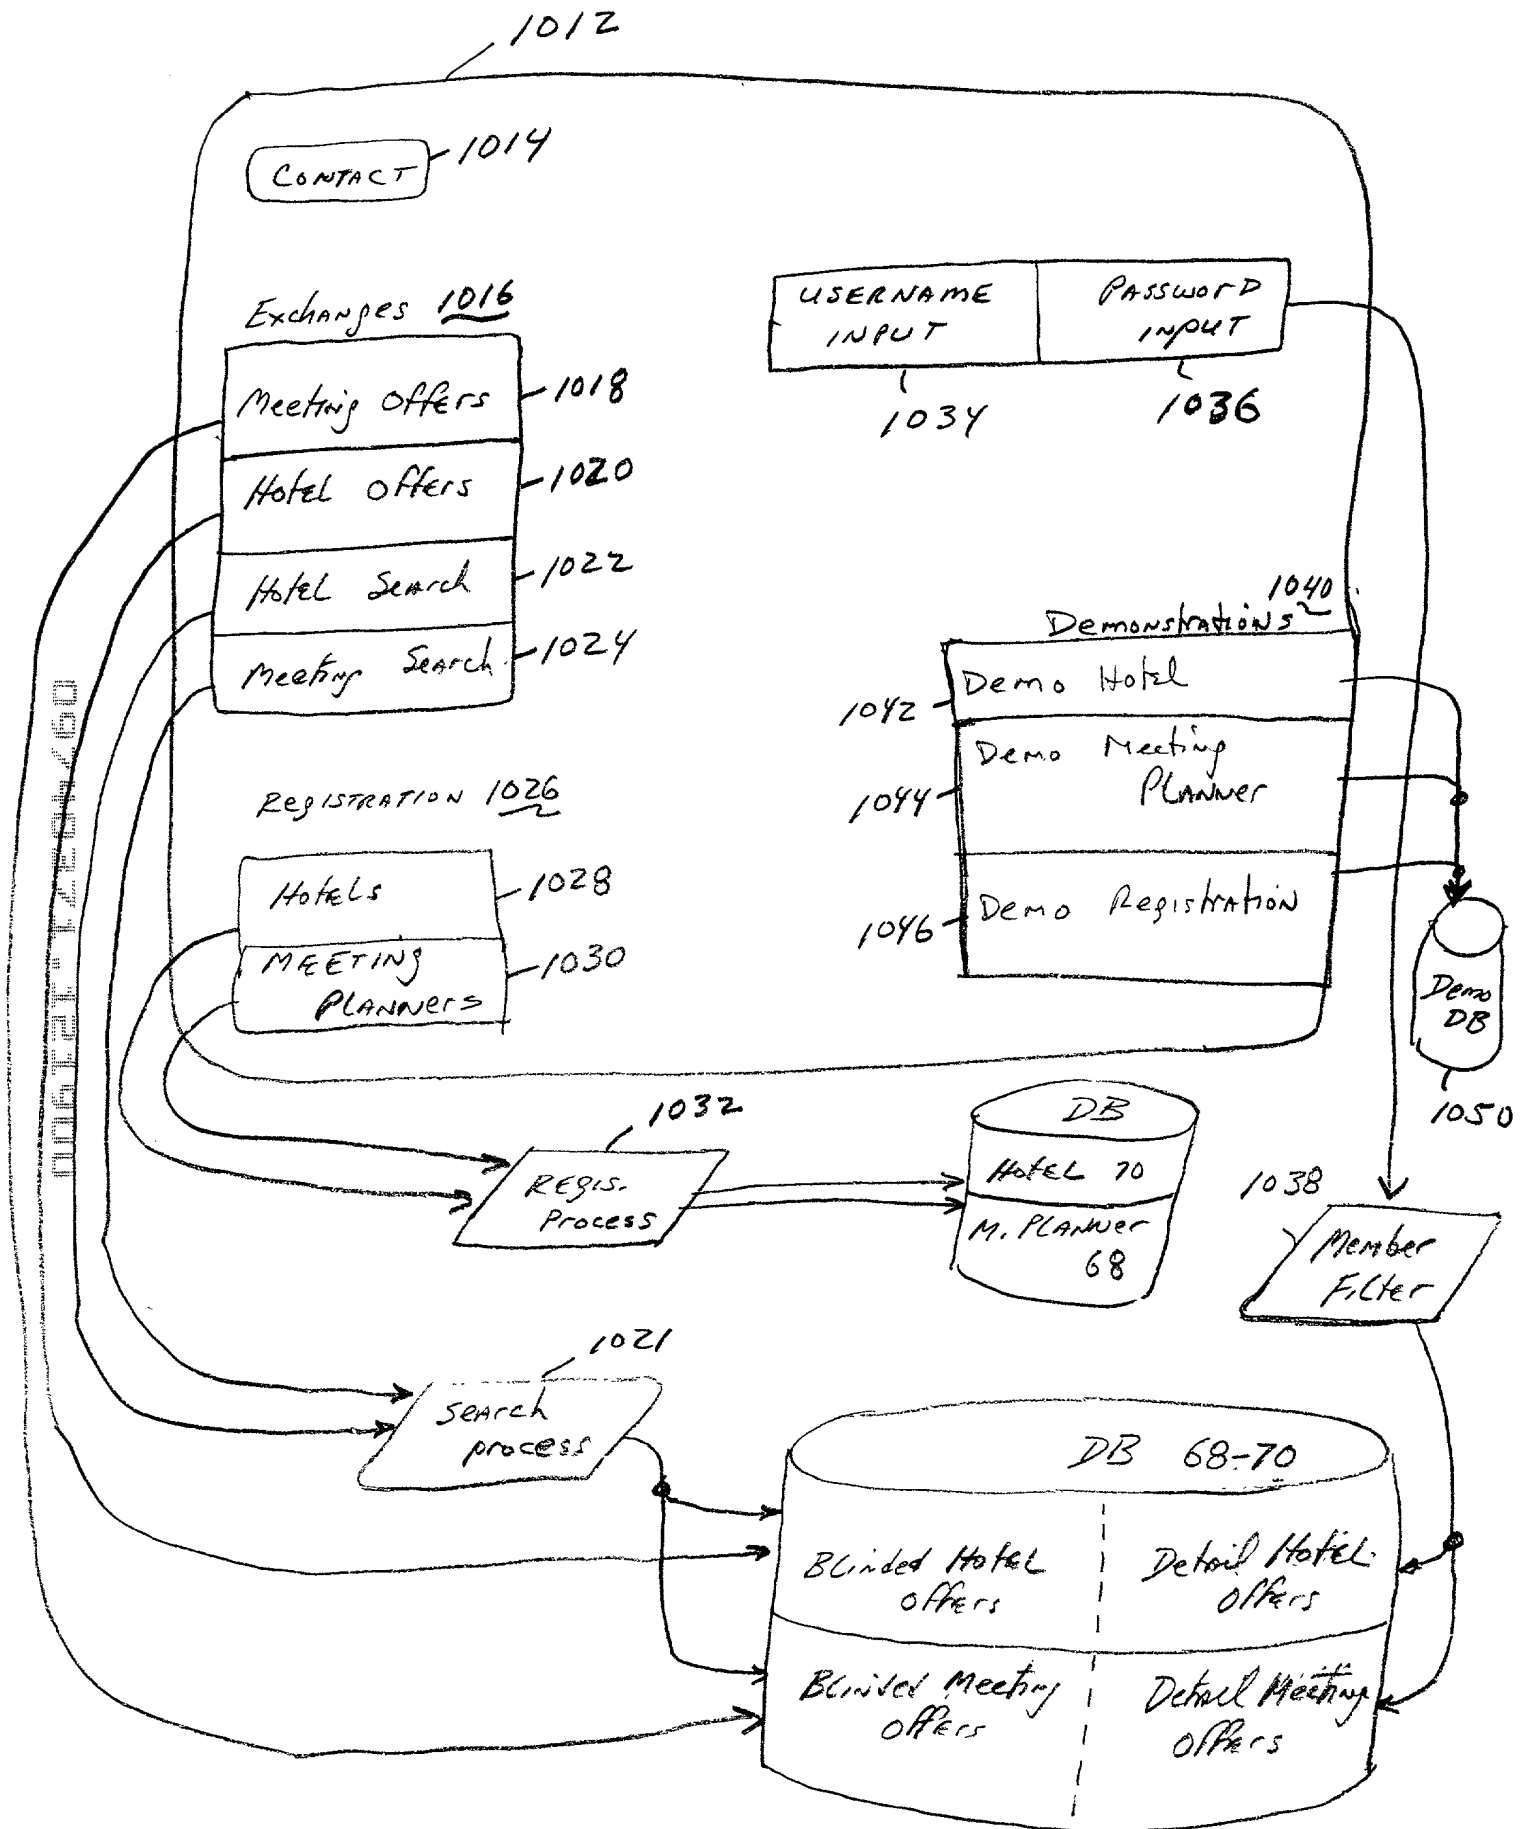 1012
CONTACT
1014
Exchanges 1016
Meeting Offers
1018
Hotel Offers
1020
Hotel Search
1022
Meeting Search
1024
USERNAME
INPUT
1034
PASSWORD
INPUT
1036
1040
Demonstrations
Demo Hotel
1042
Demo Meeting
PLANNER
1044
Demo Registration
1046
Demo
DB
1050
REGISTRATION 1026
Hotels
1028
MEETING
PLANNERS
1030
1032
REGIS.
Process
DB
Hotel 70
M. PLANNER
68
1038
Member
Filter
1021
Search
process
DB 68-70
Blinded Hotel
Offers
Detail Hotel
Offers
Blinded Meeting
Offers
Detail Meeting
Offers